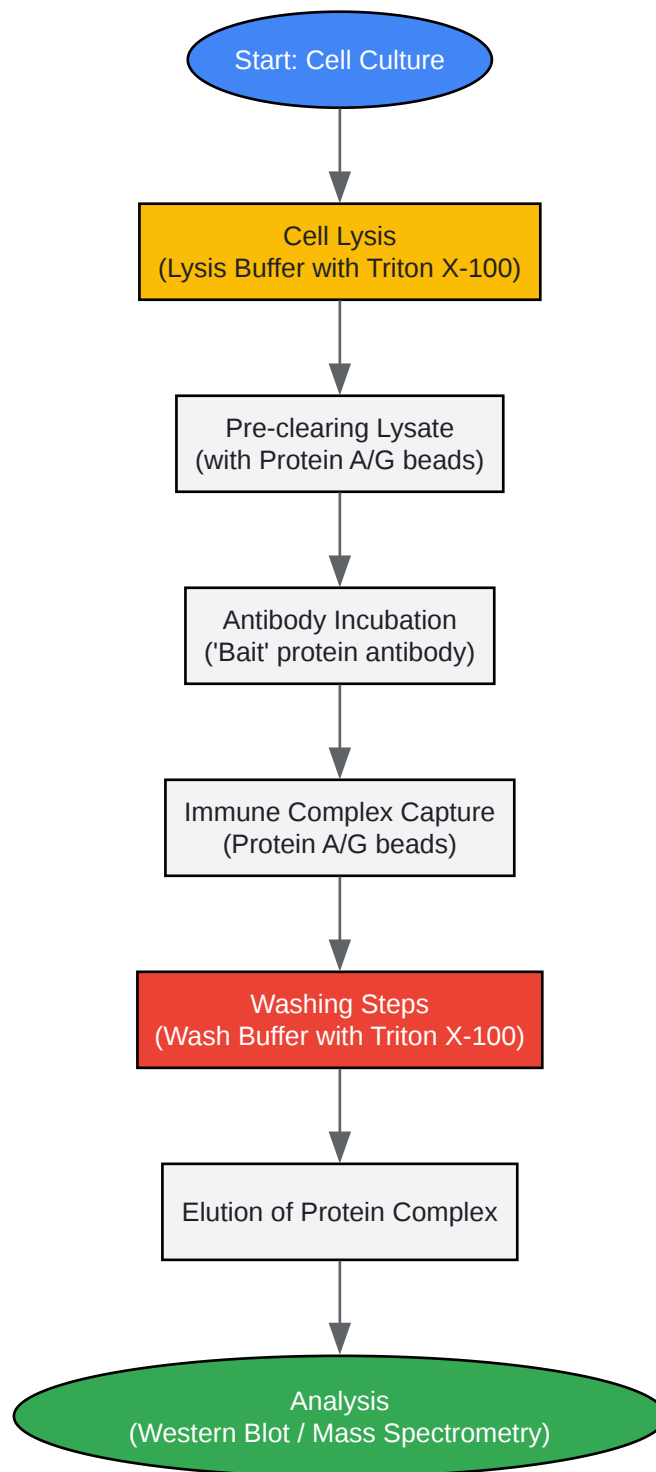 Start: Cell Culture
Cell Lysis
(Lysis Buffer with Triton X-100)
Pre-clearing Lysate
(with Protein A/G beads)
Antibody Incubation
('Bait' protein antibody)
Immune Complex Capture
(Protein A/G beads)
Washing Steps
(Wash Buffer with Triton X-100)
Elution of Protein Complex
Analysis
(Western Blot / Mass Spectrometry)